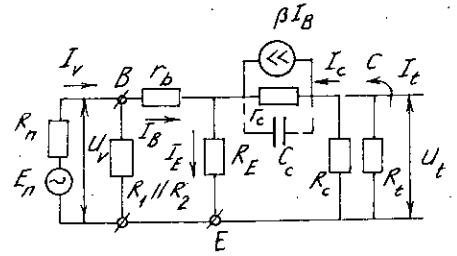 βI_B
I_v
B
r_b
I_c
C
I_t
r_c
R_n
U_v
I_B
I_E
R_E
C_c
R_c
R_t
U_t
E_n
R_1//R_2
E